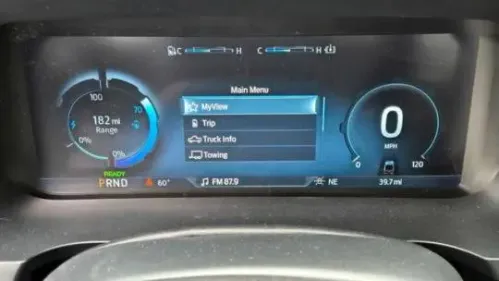 C H C H
Main Menu
MyView
Trip
Truck Info
Towing
100
70
182 mi
Range
0%
0%
READY
PRND
60°
FM 87.9
NE
39.7 mi
0
MPH
0
120